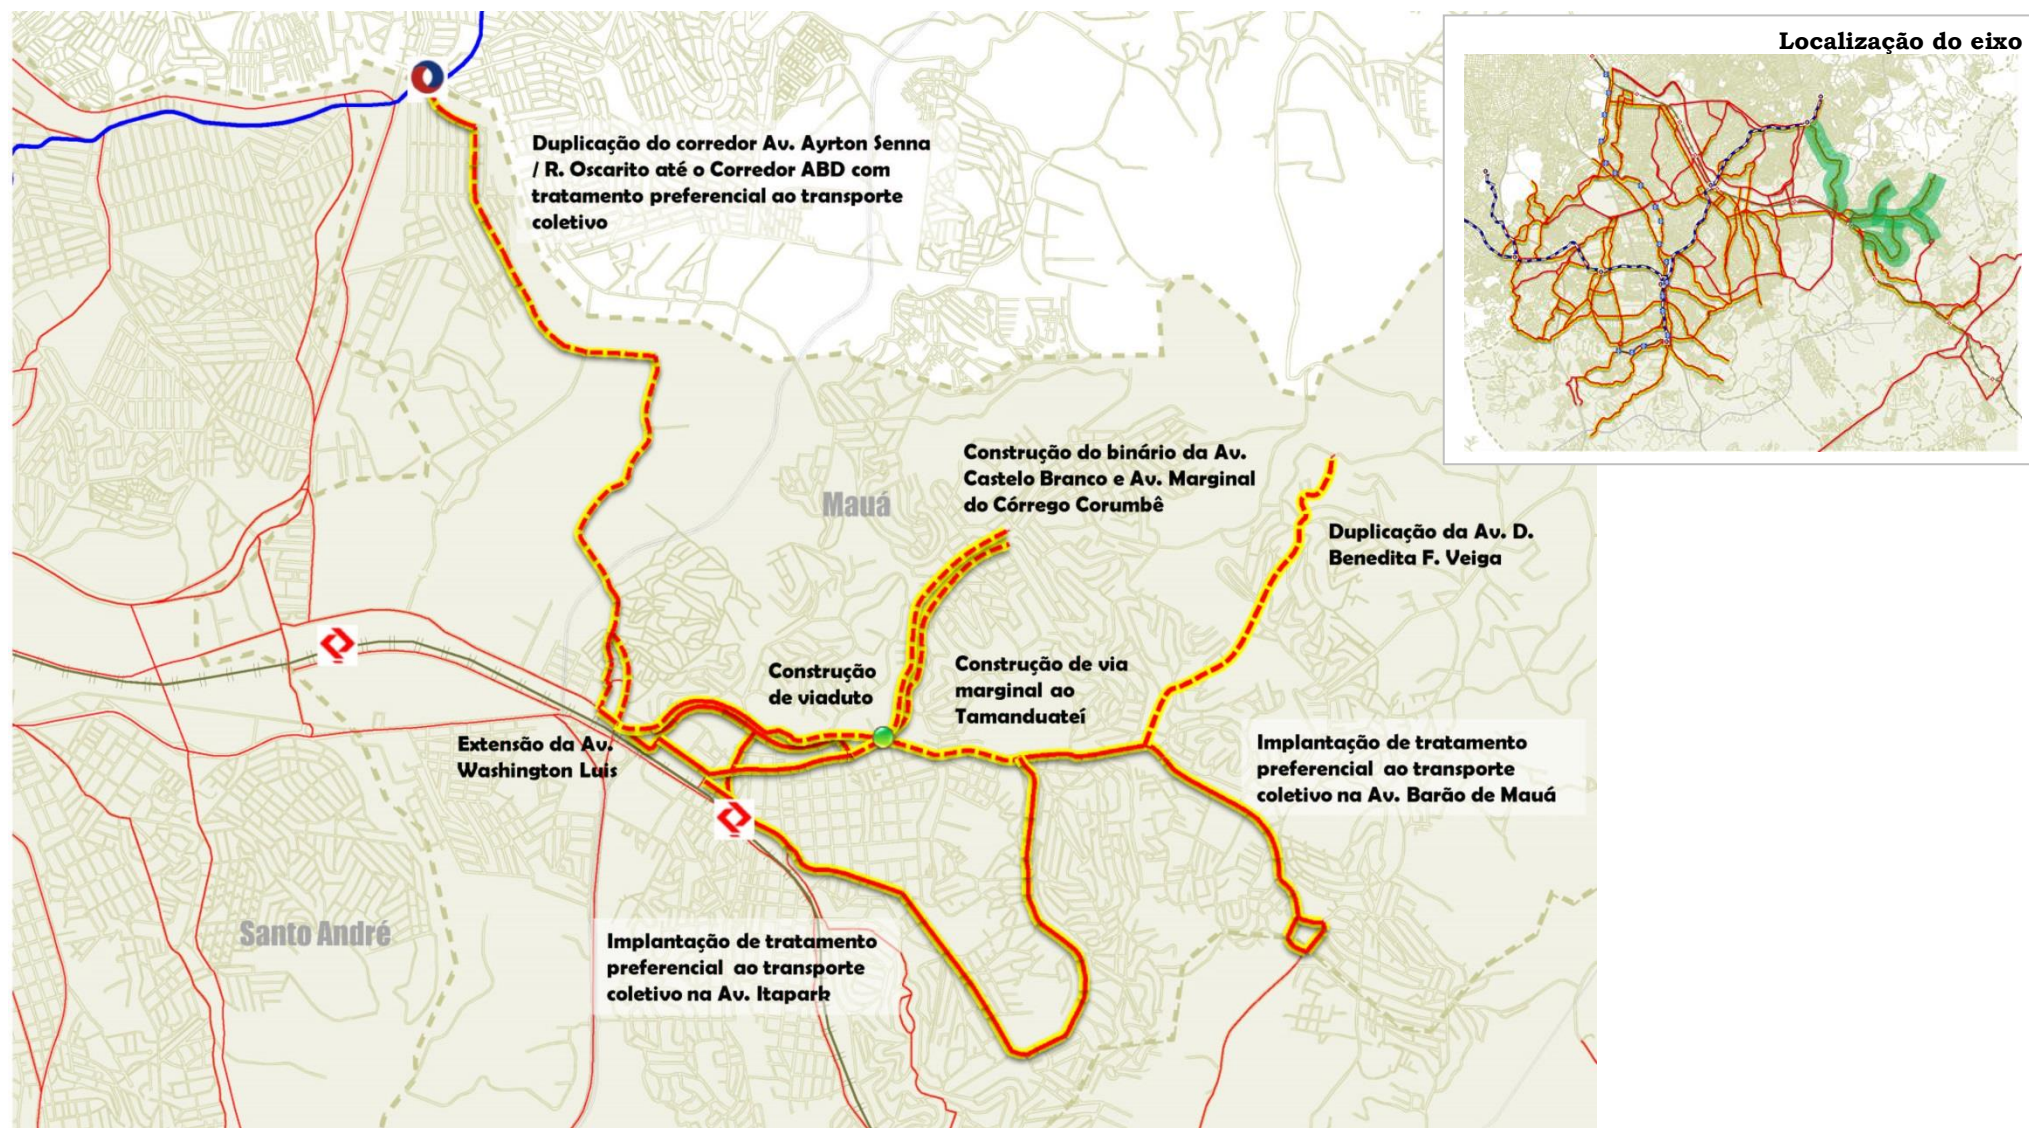 Localização do eixo
Duplicação do corredor Av. Ayrton Senna
/ R. Oscarito até o Corredor ABD com
tratamento preferencial ao transporte
coletivo
Construção do binário da Av.
Castelo Branco e Av. Marginal
do Córrego Corumbê
Mauá
Duplicação da Av. D.
Benedita F. Veiga
Construção
de viaduto
Construção de via
marginal ao
Tamanduateí
Extensão da Av.
Washington Luis
Implantação de tratamento
preferencial ao transporte
coletivo na Av. Barão de Mauá
Santo André
Implantação de tratamento
preferencial ao transporte
coletivo na Av. Itapark